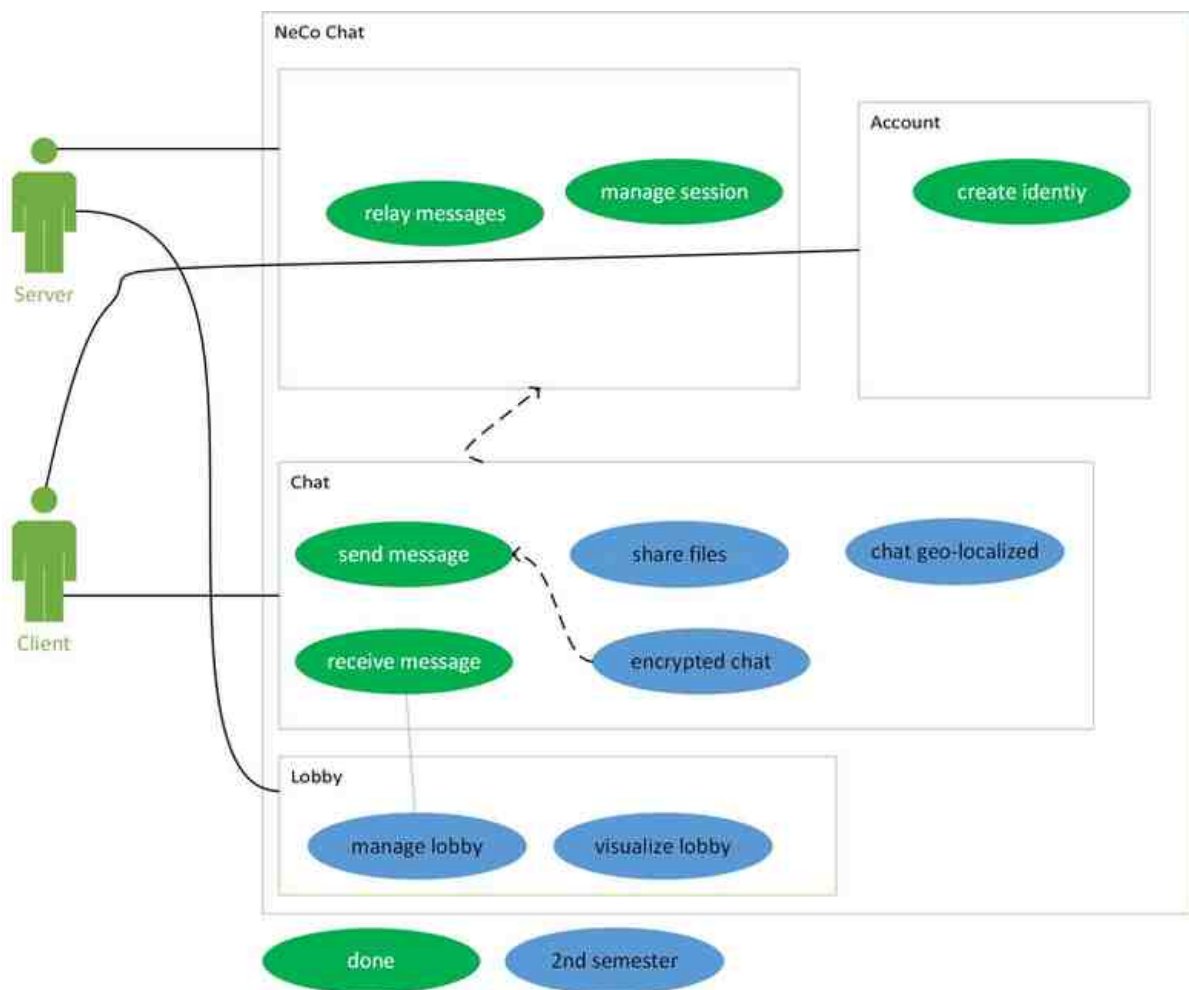 NeCo Chat
Account
manage session
create identiy
relay messages
Server
Chat
send message
share files
chat geo-localized
Client
receive message
encrypted chat
Lobby
manage lobby
visualize lobby
done
2nd semester